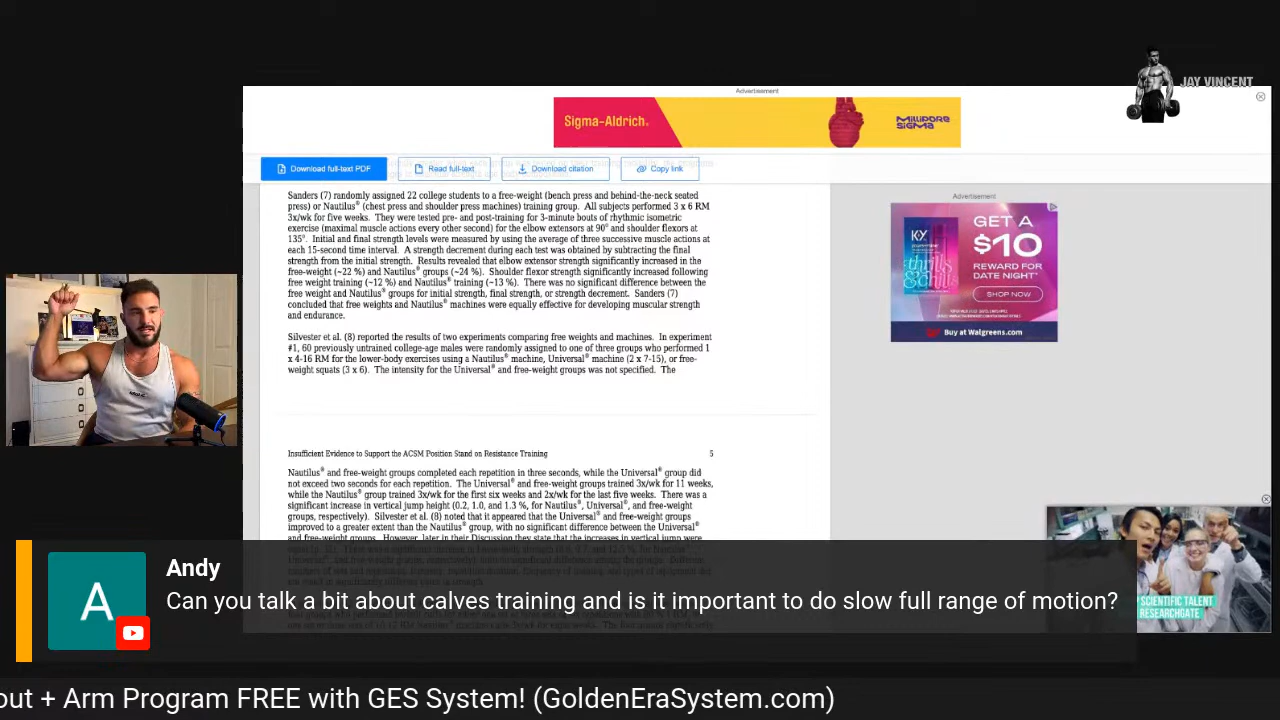 JAY VINCENT
Advertisement
Sigma-Aldrich.
MILLIPORE
SIGMA
Download full-text PDF
Read full-text
Download citation
Copy link
Sanders (7) randomly assigned 22 college students to a free-weight (bench press and behind-the-neck seated
press) or Nautilus® (chest press and shoulder press machines) training group. All subjects performed 3 x 6 RM
3x/wk for five weeks. They were tested pre- and post-training for 3-minute bouts of rhythmic isometric
exercise (maximal muscle actions every other second) for the elbow extensors at 90° and shoulder flexors at
135°. Initial and final strength levels were measured by using the average of three successive muscle actions at
each 15-second time interval. A strength decrement during each test was obtained by subtracting the final
strength from the initial strength. Results revealed that elbow extensor strength significantly increased in the
free-weight (~22 %) and Nautilus® groups (~24 %). Shoulder flexor strength significantly increased following
free weight training (~12 %) and Nautilus® training (~13 %). There was no significant difference between the
free weight and Nautilus® groups for initial strength, final strength, or strength decrement. Sanders (7)
concluded that free weights and Nautilus® machines were equally effective for developing muscular strength
and endurance.
Silvester et al. (8) reported the results of two experiments comparing free weights and machines. In experiment
#1, 60 previously untrained college-age males were randomly assigned to one of three groups who performed 1
x 4-16 RM for the lower-body exercises using a Nautilus® machine, Universal® machine (2 x 7-15), or free-
weight squats (3 x 6). The intensity for the Universal® and free-weight groups was not specified. The
Insufficient Evidence to Support the ACSM Position Stand on Resistance Training 5
Nautilus® and free-weight groups completed each repetition in three seconds, while the Universal® group did
not exceed two seconds for each repetition. The Universal® and free-weight groups trained 3x/wk for 11 weeks,
while the Nautilus® group trained 3x/wk for the first six weeks and 2x/wk for the last five weeks. There was a
significant increase in vertical jump height (0.2, 1.0, and 1.3 %, for Nautilus®, Universal®, and free-weight
groups, respectively). Silvester et al. (8) noted that it appeared that the Universal® and free-weight groups
improved to a greater extent than the Nautilus® group, with no significant difference between the Universal®
and free-weight groups. However, later in their Discussion they state that the increases in vertical jump were
Advertisement
KY
GET A
$10
REWARD FOR
DATE NIGHT*
SHOP NOW
Buy at Walgreens.com
SCIENTIFIC TALENT
RESEARCHGATE
A
Andy
Can you talk a bit about calves training and is it important to do slow full range of motion?
out + Arm Program FREE with GES System! (GoldenEraSystem.com)